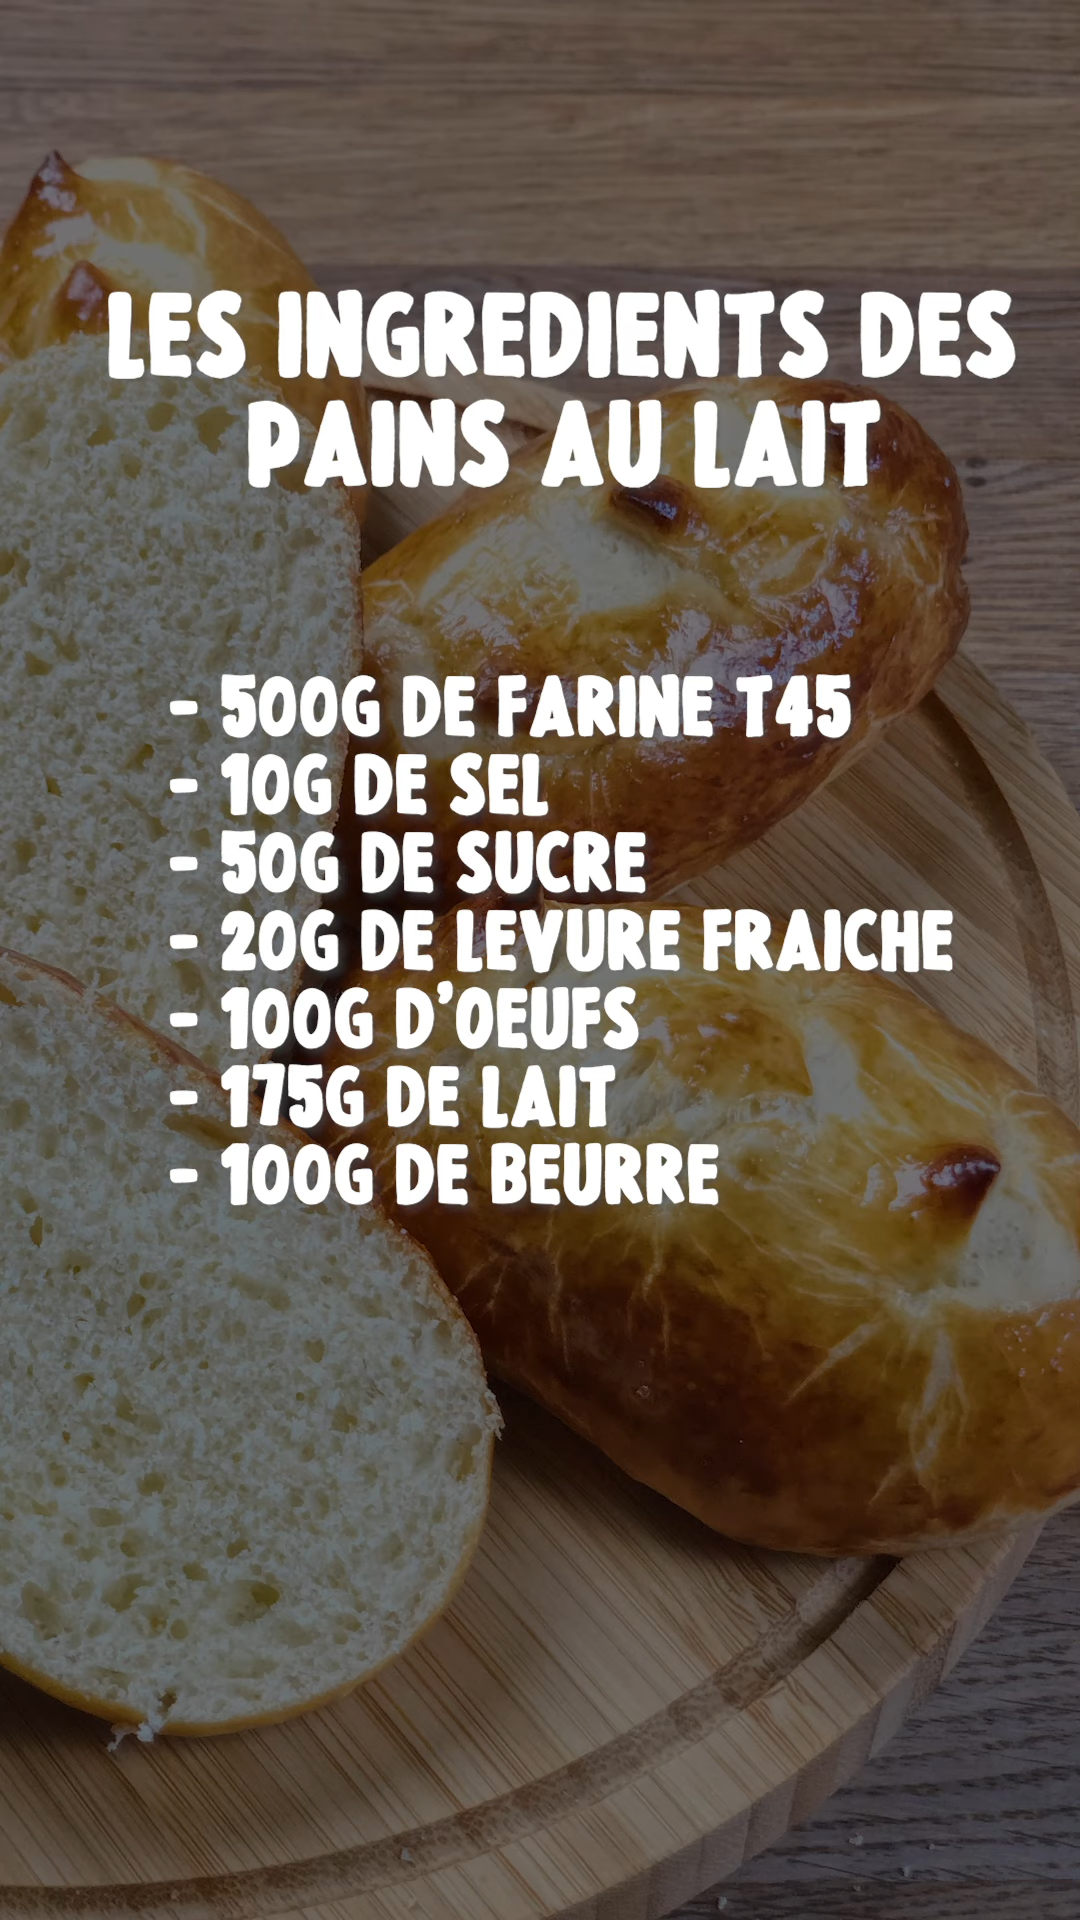 LES INGREDIENTS DES
PAINS AU LAIT
- 500G DE FARINE T45
- 10G DE SEL
- 50G DE SUCRE
- 20G DE LEVURE FRAICHE
- 100G D'OEUFS
- 175G DE LAIT
- 100G DE BEURRE